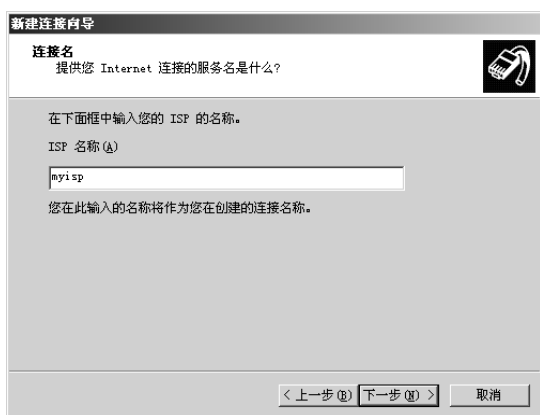 新建连接向导
连接名
提供您 Internet 连接的服务名是什么?
在下面框中输入您的 ISP 的名称。
ISP 名称(A)
myisp
您在此输入的名称将作为您在创建的连接名称。
< 上一步(B) 下一步(N) > 取消